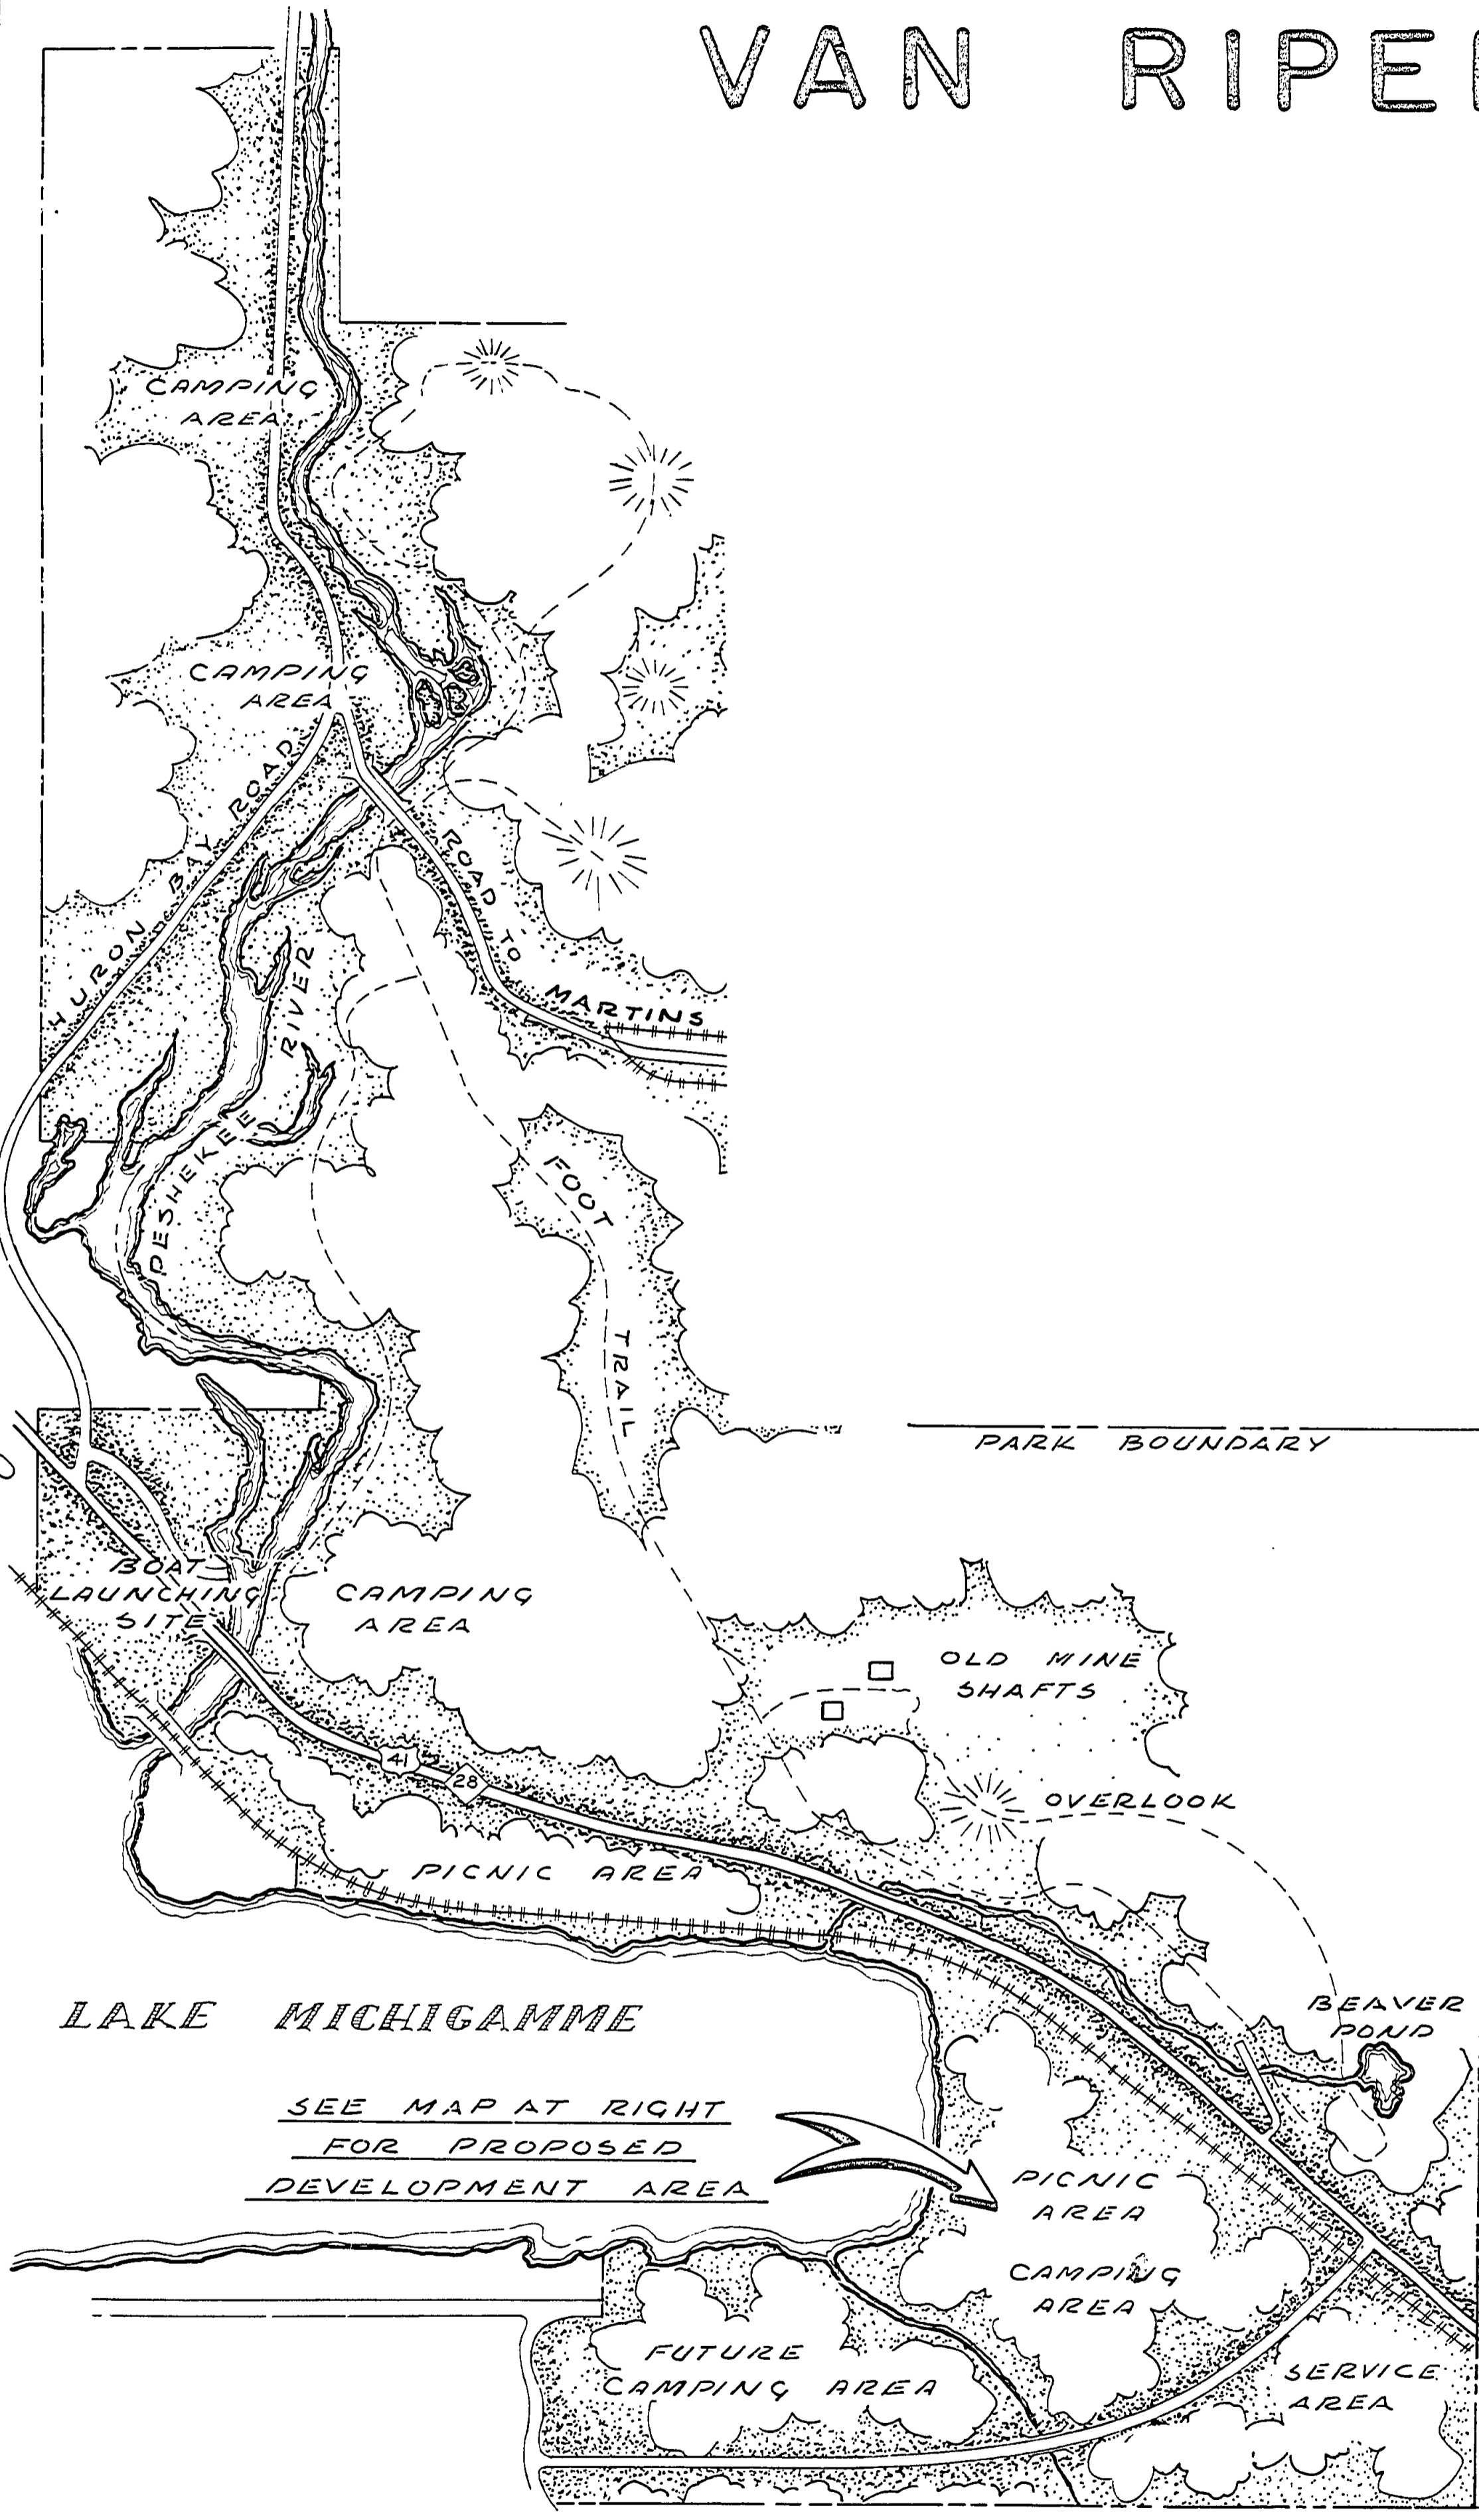 VAN RIPE
CAMPING
AREA
CAMPING
AREA
HURON BAY ROAD
ROAD TO
MARTINS
PESHEKEE RIVER
FOOT
TRAIL
PARK BOUNDARY
BOAT
LAUNCHING
SITE
CAMPING
AREA
OLD MINE
SHAFTS
41
28
OVERLOOK
PICNIC AREA
LAKE MICHIGAMME
BEAVER
POND
SEE MAP AT RIGHT
FOR PROPOSED
DEVELOPMENT AREA
PICNIC
AREA
CAMPING
AREA
FUTURE
CAMPING AREA
SERVICE
AREA